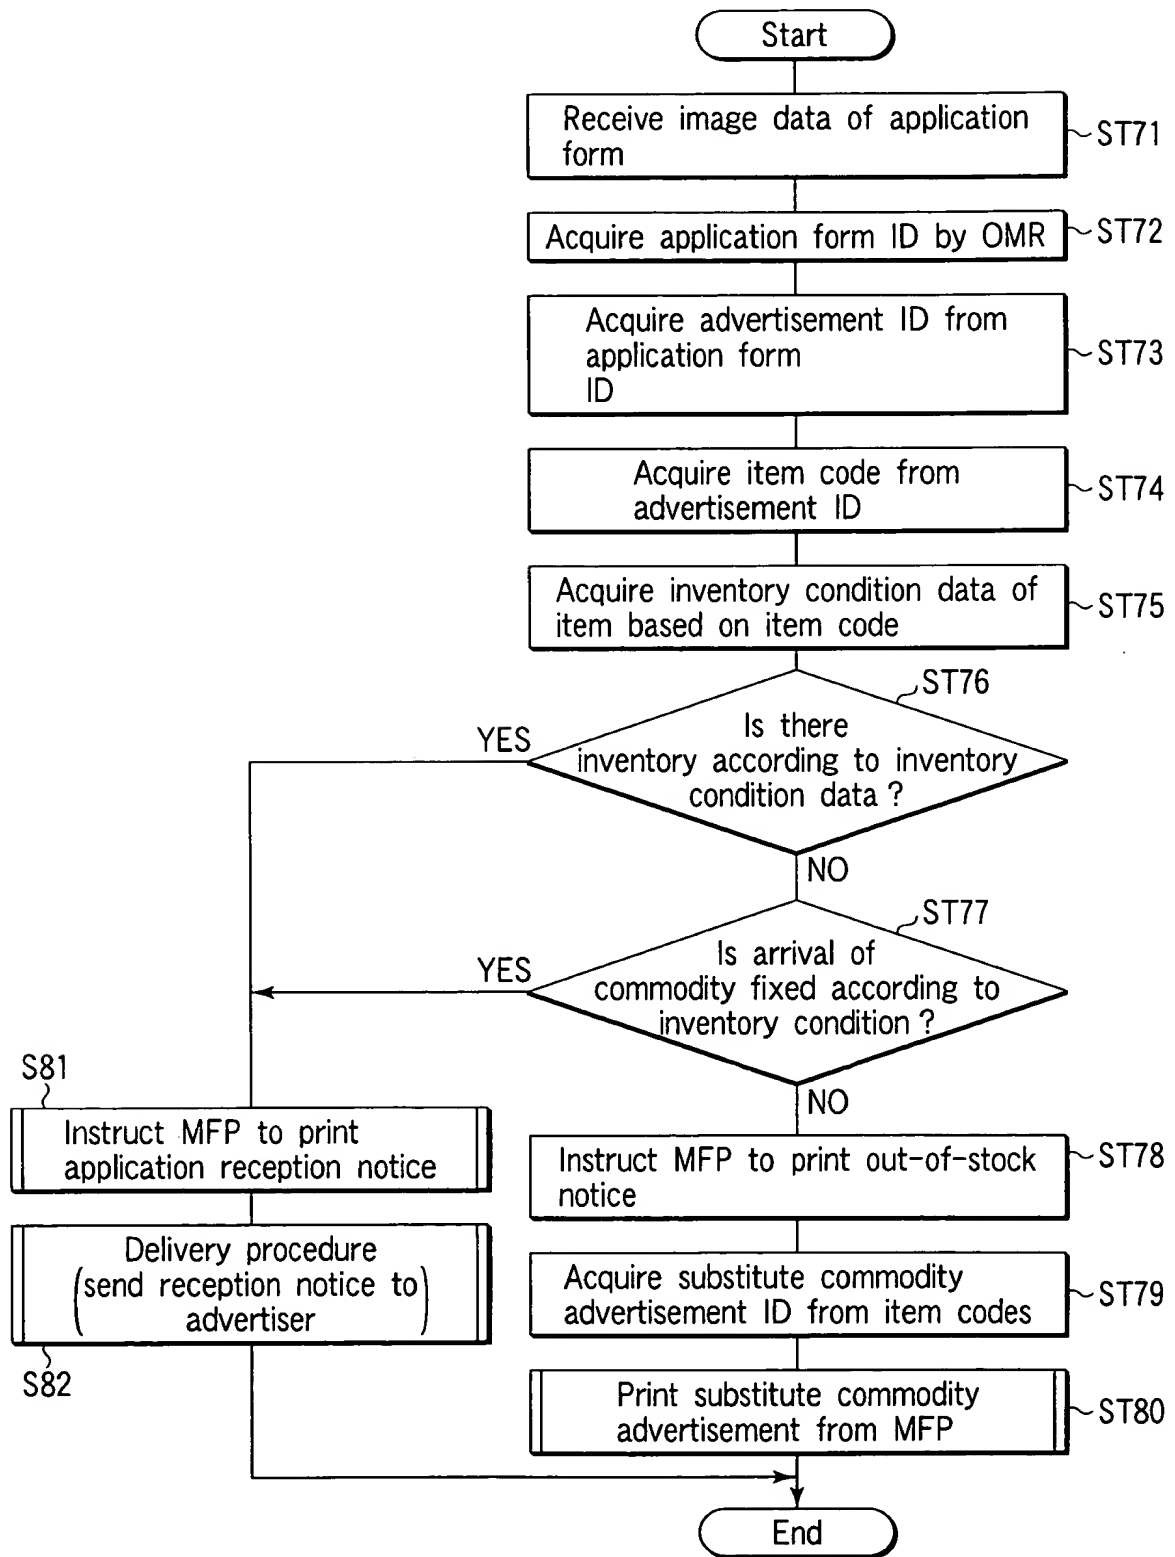 Start
Receive image data of application
form
ST71
Acquire application form ID by OMR
ST72
Acquire advertisement ID from
application form
ID
ST73
Acquire item code from
advertisement ID
ST74
Acquire inventory condition data of
item based on item code
ST75
ST76
Is there
inventory according to inventory
condition data ?
YES
NO
ST77
Is arrival of
commodity fixed according to
inventory condition ?
YES
NO
S81
Instruct MFP to print
application reception notice
Delivery procedure
(send reception notice to
advertiser)
S82
Instruct MFP to print out-of-stock
notice
ST78
Acquire substitute commodity
advertisement ID from item codes
ST79
Print substitute commodity
advertisement from MFP
ST80
End